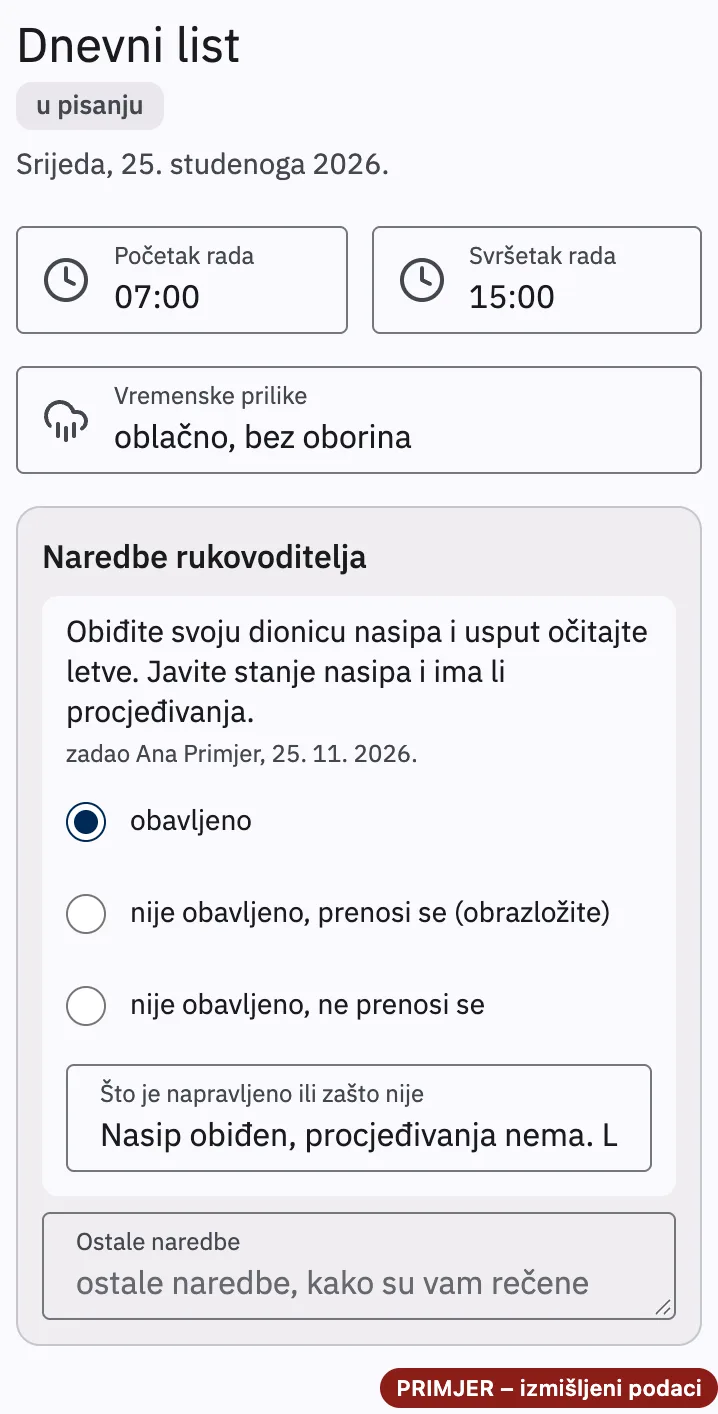 Dnevni list
u pisanju
Srijeda, 25. studenoga 2026.
Početak rada
07:00
Svršetak rada
15:00
Vremenske prilike
oblačno, bez oborina
Naredbe rukovoditelja
Obiđite svoju dionicu nasipa i usput očitajte
letve. Javite stanje nasipa i ima li
procjeđivanja.
zadao Ana Primjer, 25. 11. 2026.
obavljeno
nije obavljeno, prenosi se (obrazložite)
nije obavljeno, ne prenosi se
Što je napravljeno ili zašto nije
Nasip obiđen, procjeđivanja nema. L
Ostale naredbe
ostale naredbe, kako su vam rečene
PRIMJER – izmišljeni podaci